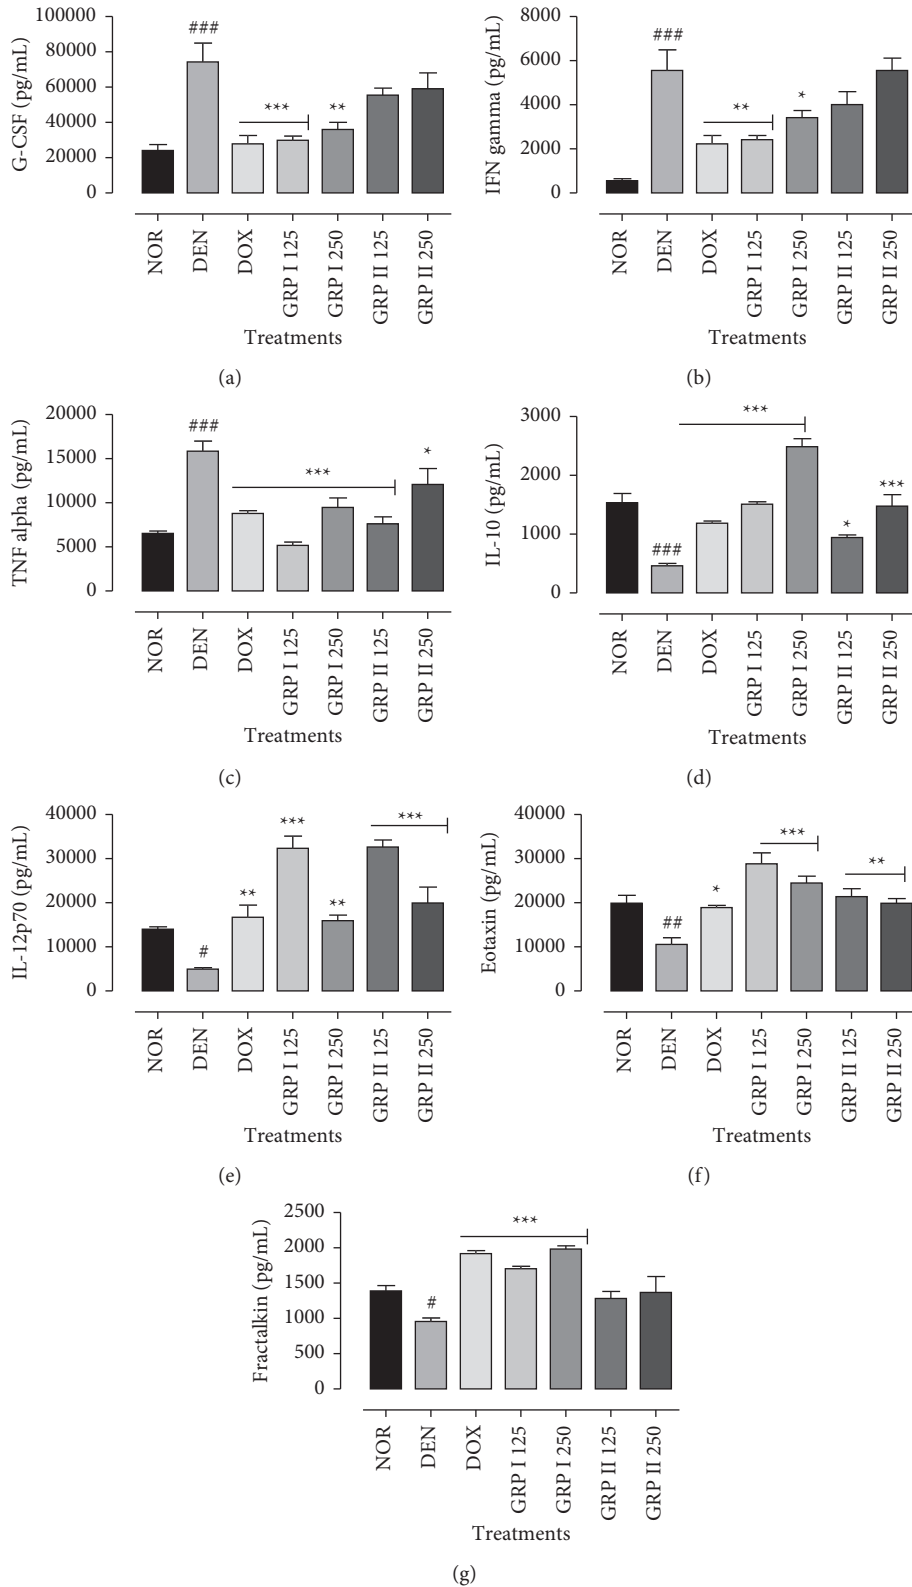 G-CSF (pg/mL)
100000
80000
60000
40000
20000
0
###
***
**
NOR
DEN
DOX
GRP I 125
GRP I 250
GRP II 125
GRP II 250
Treatments
(a)
IFN gamma (pg/mL)
8000
6000
4000
2000
0
###
**
*
NOR
DEN
DOX
GRP I 125
GRP I 250
GRP II 125
GRP II 250
Treatments
(b)
TNF alpha (pg/mL)
20000
15000
10000
5000
0
###
***
*
NOR
DEN
DOX
GRP I 125
GRP I 250
GRP II 125
GRP II 250
Treatments
(c)
IL-10 (pg/mL)
3000
2000
1000
0
###
***
*
***
NOR
DEN
DOX
GRP I 125
GRP I 250
GRP II 125
GRP II 250
Treatments
(d)
IL-12p70 (pg/mL)
40000
30000
20000
10000
0
#
**
***
**
***
NOR
DEN
DOX
GRP I 125
GRP I 250
GRP II 125
GRP II 250
Treatments
(e)
Eotaxin (pg/mL)
40000
30000
20000
10000
0
##
*
***
**
NOR
DEN
DOX
GRP I 125
GRP I 250
GRP II 125
GRP II 250
Treatments
(f)
Fractalkin (pg/mL)
2500
2000
1500
1000
500
0
#
***
NOR
DEN
DOX
GRP I 125
GRP I 250
GRP II 125
GRP II 250
Treatments
(g)